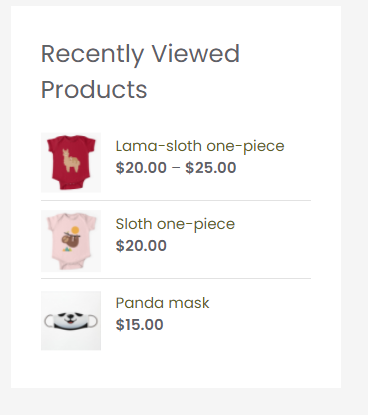 Recently Viewed
Products
Lama-sloth one-piece
$20.00 – $25.00
Sloth one-piece
$20.00
Panda mask
$15.00